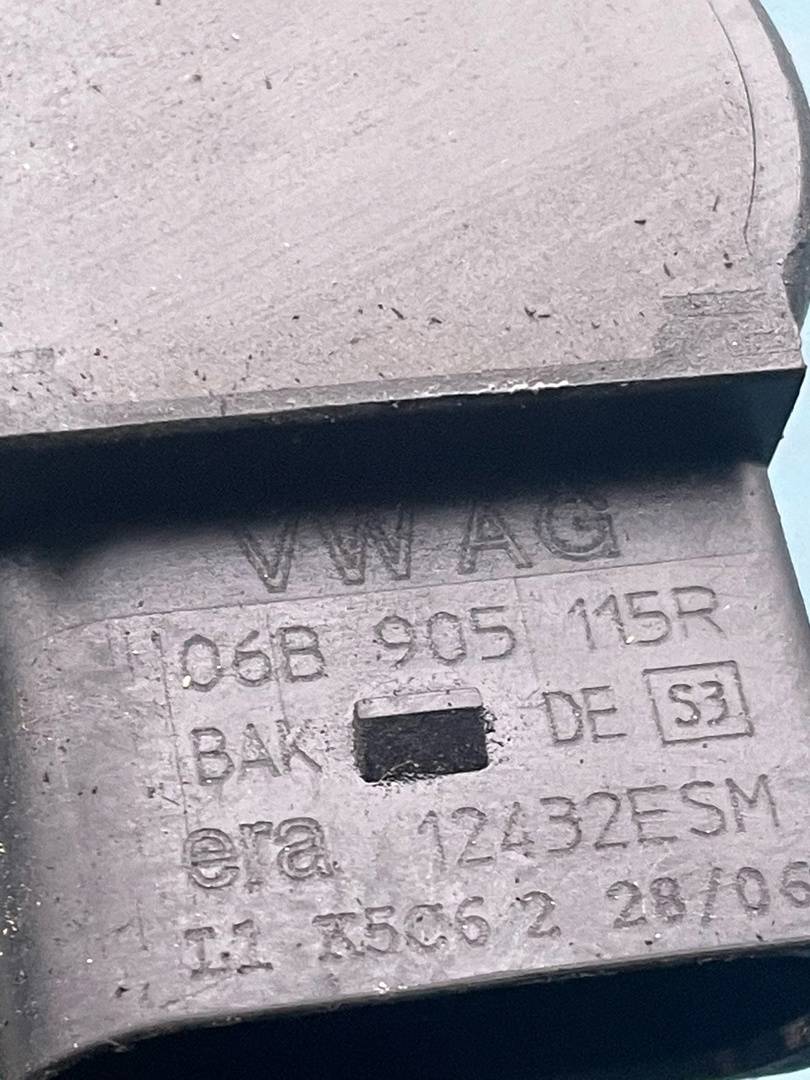 VW AG
06B 905 115R
BAK DE S3
era 12432ESM
I1 K5C6 2 28/06